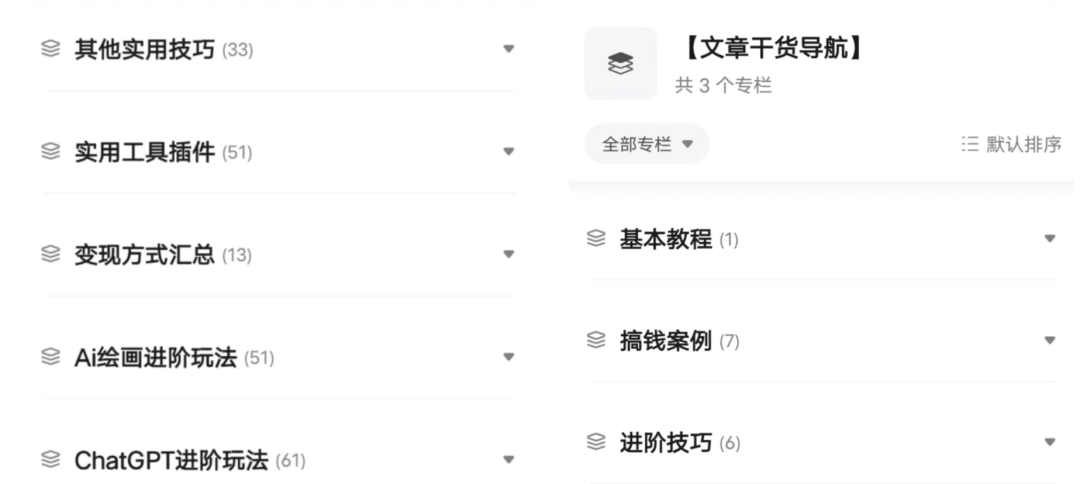 其他实用技巧 (33)
实用工具插件 (51)
变现方式汇总 (13)
Ai绘画进阶玩法 (51)
ChatGPT进阶玩法 (61)
【文章干货导航】
共 3 个专栏
全部专栏
默认排序
基本教程 (1)
搞钱案例 (7)
进阶技巧 (6)